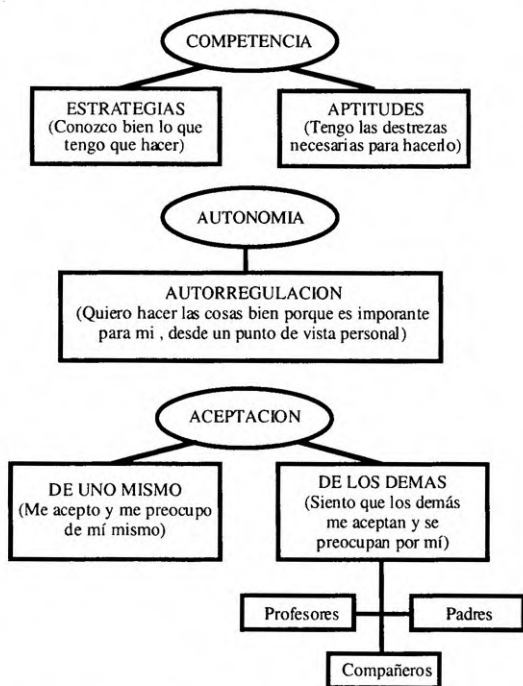 COMPETENCIA
ESTRATEGIAS
(Conozco bien lo que
tengo que hacer)
APTITUDES
(Tengo las destrezas
necesarias para hacerlo)
AUTONOMIA
AUTORREGULACION
(Quiero hacer las cosas bien porque es imporante
para mi , desde un punto de vista personal)
ACEPTACION
DE UNO MISMO
(Me acepto y me preocupo
de mí mismo)
DE LOS DEMAS
(Siento que los demás
me aceptan y se
preocupan por mí)
Profesores
Padres
Compañeros